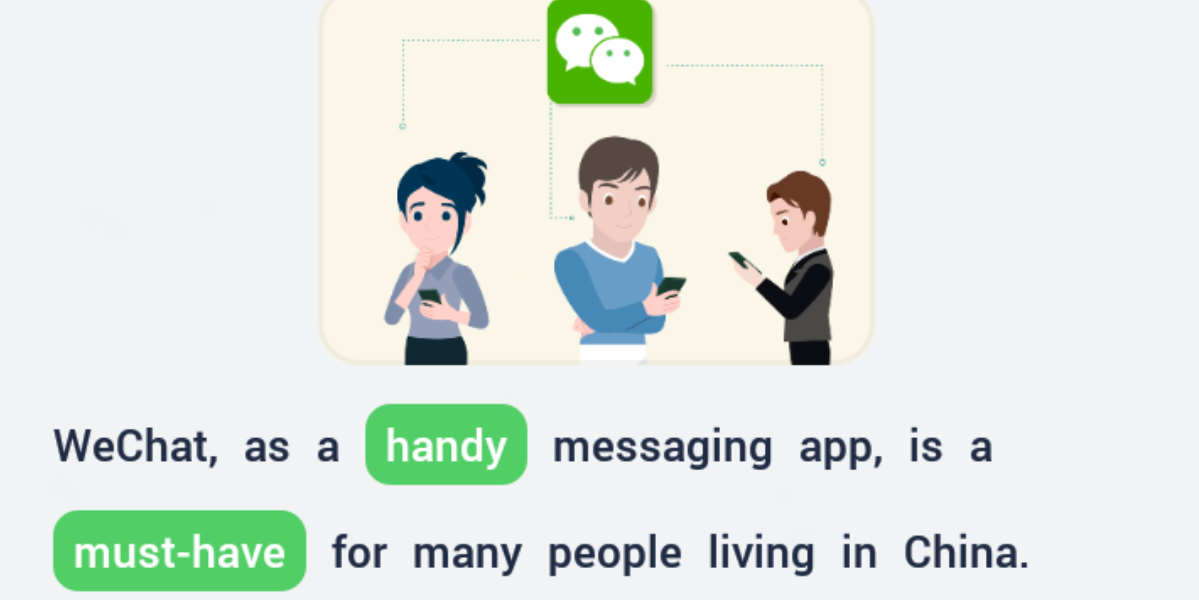 WeChat, as a handy messaging app, is a
must-have for many people living in China.